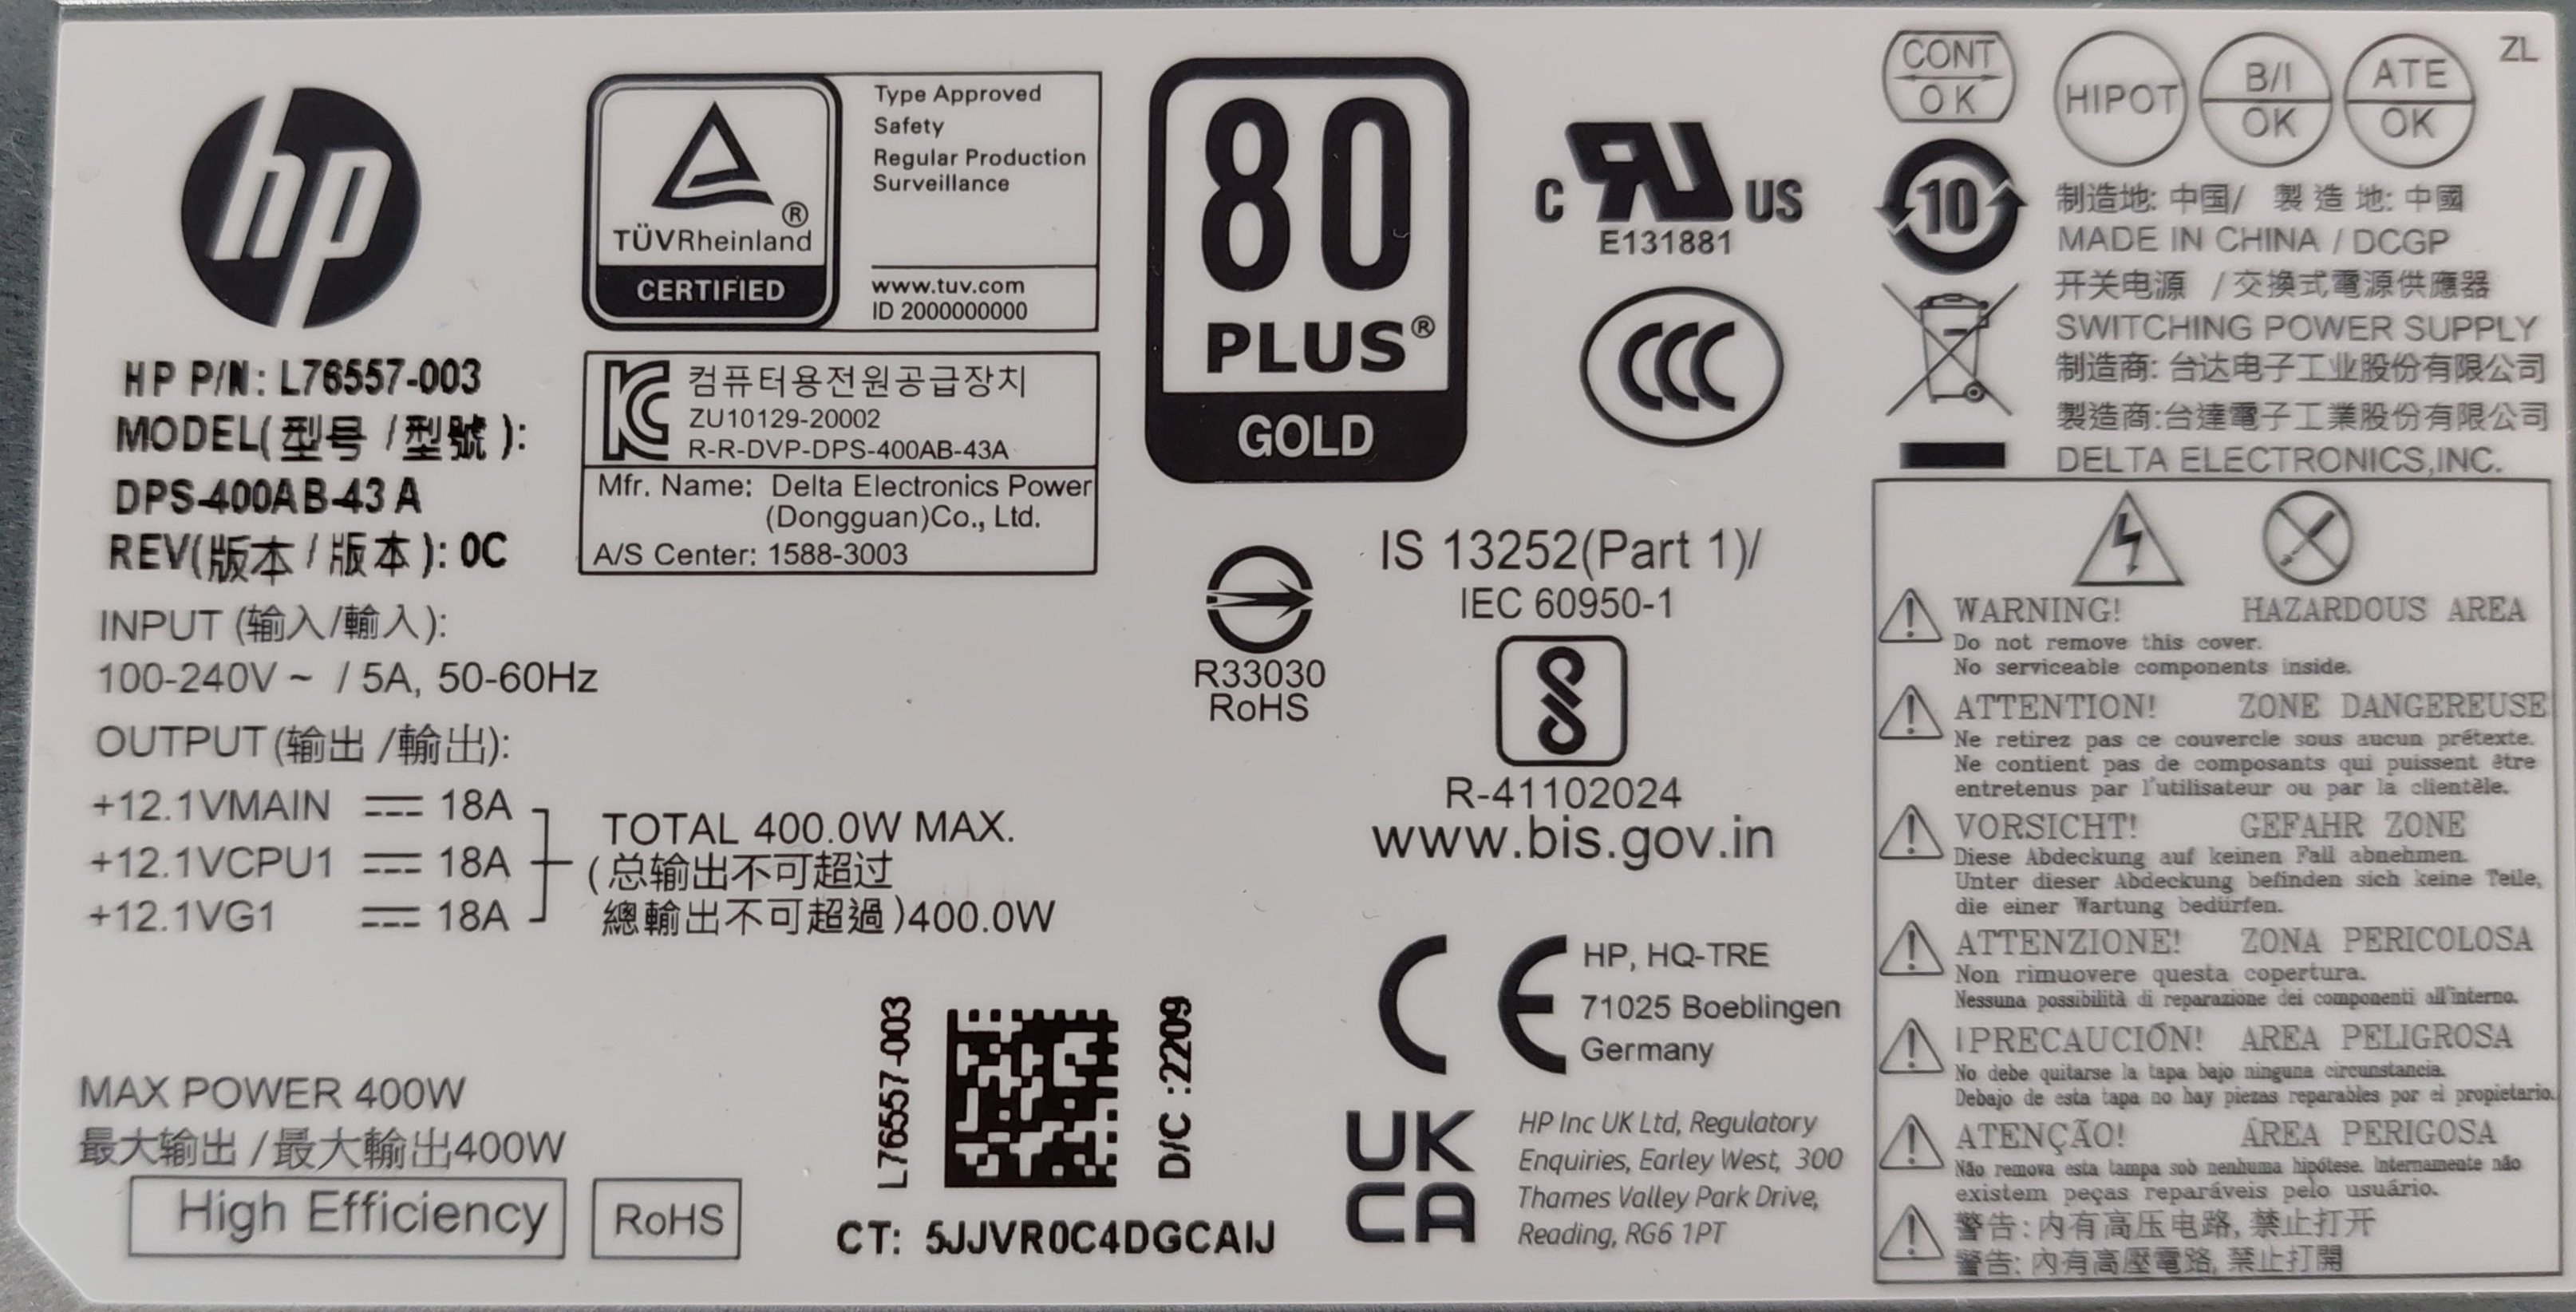 hp
HP P/N: L76557-003
MODEL(型号 /型號 ):
DPS-400AB-43 A
REV(版本 / 版本 ): 0C
INPUT (输入/輸入):
100-240V ~ / 5A, 50-60Hz
OUTPUT (输出 /輸出):
+12.1VMAIN 18A
+12.1VCPU1 18A
+12.1VG1 18A
TOTAL 400.0W MAX.
(总输出不可超过
總輸出不可超過)400.0W
MAX POWER 400W
最大输出 /最大輸出400W
High Efficiency
RoHS
TÜVRheinland®
CERTIFIED
Type Approved
Safety
Regular Production
Surveillance
www.tuv.com
ID 2000000000
컴퓨터용전원공급장치
ZU10129-20002
R-R-DVP-DPS-400AB-43A
Mfr. Name: Delta Electronics Power
(Dongguan)Co., Ltd.
A/S Center: 1588-3003
80
PLUS®
GOLD
C US
E131881
CCC
R33030
RoHS
IS 13252(Part 1)/
IEC 60950-1
R-41102024
www.bis.gov.in
L76557-003
D/C :2209
CT: 5JJVR0C4DGCAIJ
CE
HP, HQ-TRE
71025 Boeblingen
Germany
UK
CA
HP Inc UK Ltd, Regulatory
Enquiries, Earley West, 300
Thames Valley Park Drive,
Reading, RG6 1PT
CONT
OK
HIPOT
B/I
OK
ATE
OK
ZL
10
制造地: 中国/ 製 造 地: 中國
MADE IN CHINA / DCGP
开关电源 /交換式電源供應器
SWITCHING POWER SUPPLY
制造商: 台达电子工业股份有限公司
製造商:台達電子工業股份有限公司
DELTA ELECTRONICS,INC.
WARNING! HAZARDOUS AREA
Do not remove this cover.
No serviceable components inside.
ATTENTION! ZONE DANGEREUSE
Ne retirez pas ce couvercle sous aucun prétexte.
Ne contient pas de composants qui puissent être
entretenus par l'utilisateur ou par la clientèle.
VORSICHT! GEFAHR ZONE
Diese Abdeckung auf keinen Fall abnehmen.
Unter dieser Abdeckung befinden sich keine Teile,
die einer Wartung bedürfen.
ATTENZIONE! ZONA PERICOLOSA
Non rimuovere questa copertura.
Nessuna possibilità di reparazione dei componenti all'interno.
¡PRECAUCIÓN! AREA PELIGROSA
No debe quitarse la tapa bajo ninguna circunstancia.
Debajo de esta tapa no hay piezas reparables por el propietario.
ATENÇÃO! ÁREA PERIGOSA
Não remova esta tampa sob nenhuma hipótese. Internamente não
existem peças reparáveis pelo usuário.
警告: 内有高压电路, 禁止打开
警告: 內有高壓電路, 禁止打開